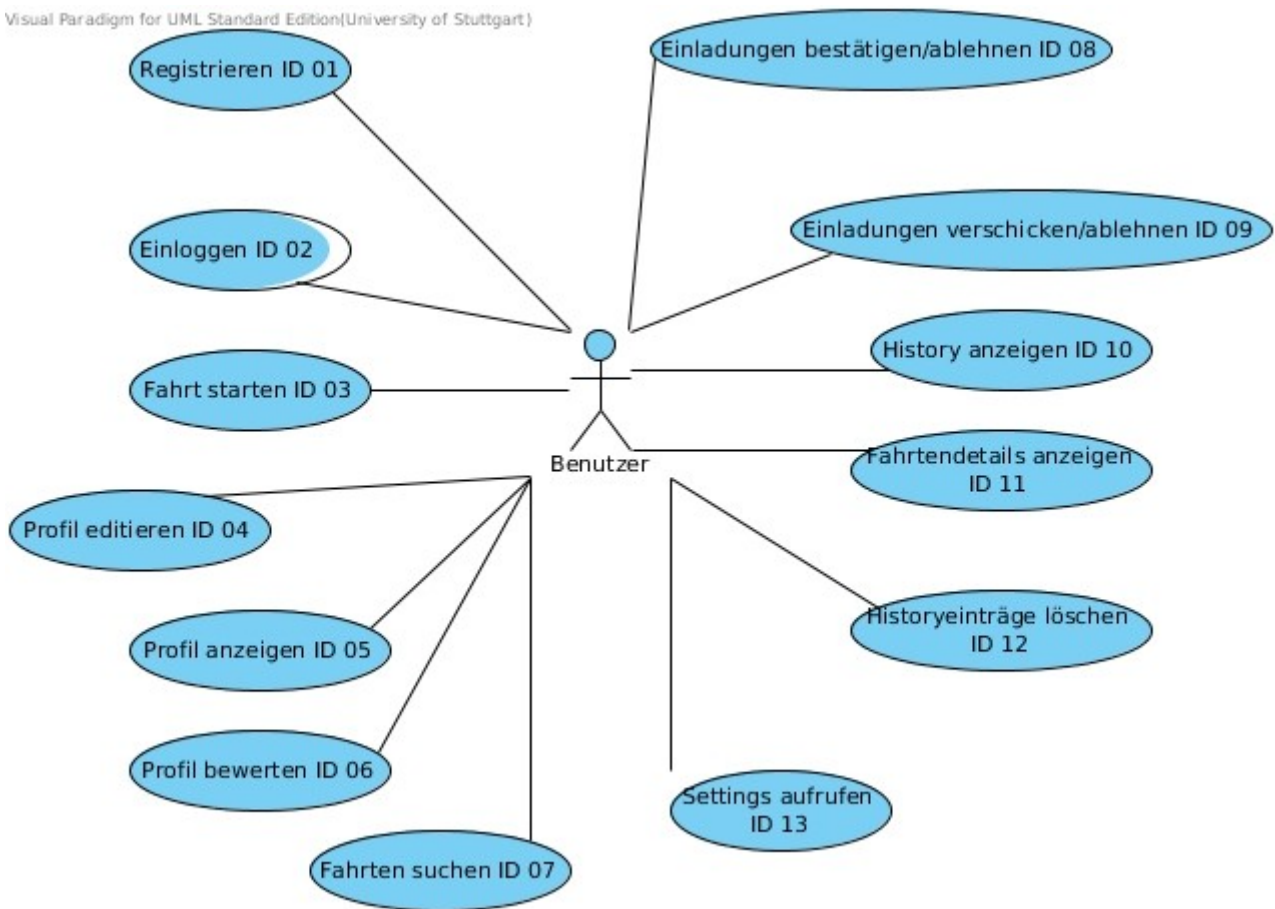 Visual Paradigm for UML Standard Edition(University of Stuttgart)
Registrieren ID 01
Einloggen ID 02
Fahrt starten ID 03
Profil editieren ID 04
Profil anzeigen ID 05
Profil bewerten ID 06
Fahrten suchen ID 07
Benutzer
Einladungen bestätigen/ablehnen ID 08
Einladungen verschicken/ablehnen ID 09
History anzeigen ID 10
Fahrtendetails anzeigen
ID 11
Historyeinträge löschen
ID 12
Settings aufrufen
ID 13